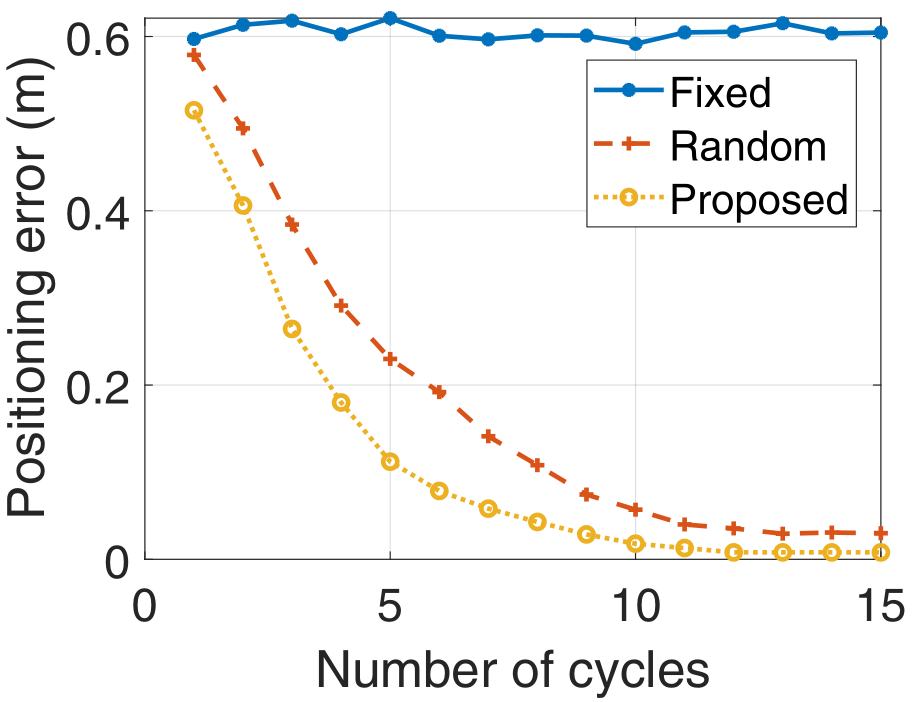 Positioning error (m)
0.6
0.4
0.2
0
Fixed
Random
Proposed
0 5 10 15
Number of cycles